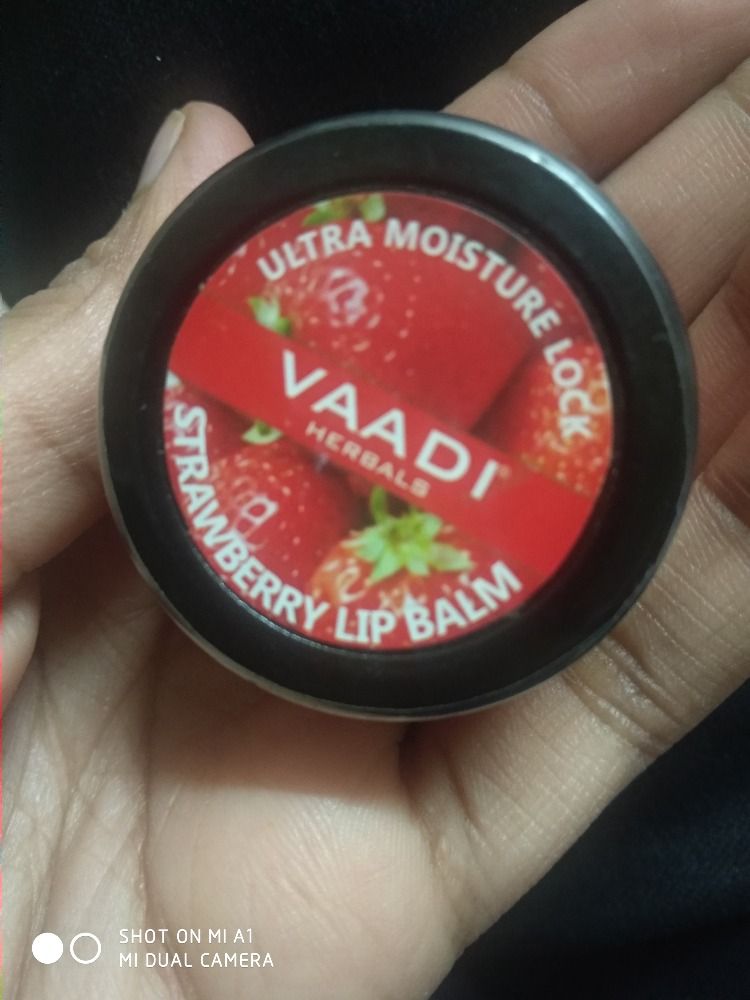 ULTRA MOISTURE LOCK
VAADI
HERBALS
STRAWBERRY LIP BALM
SHOT ON MI A1
MI DUAL CAMERA